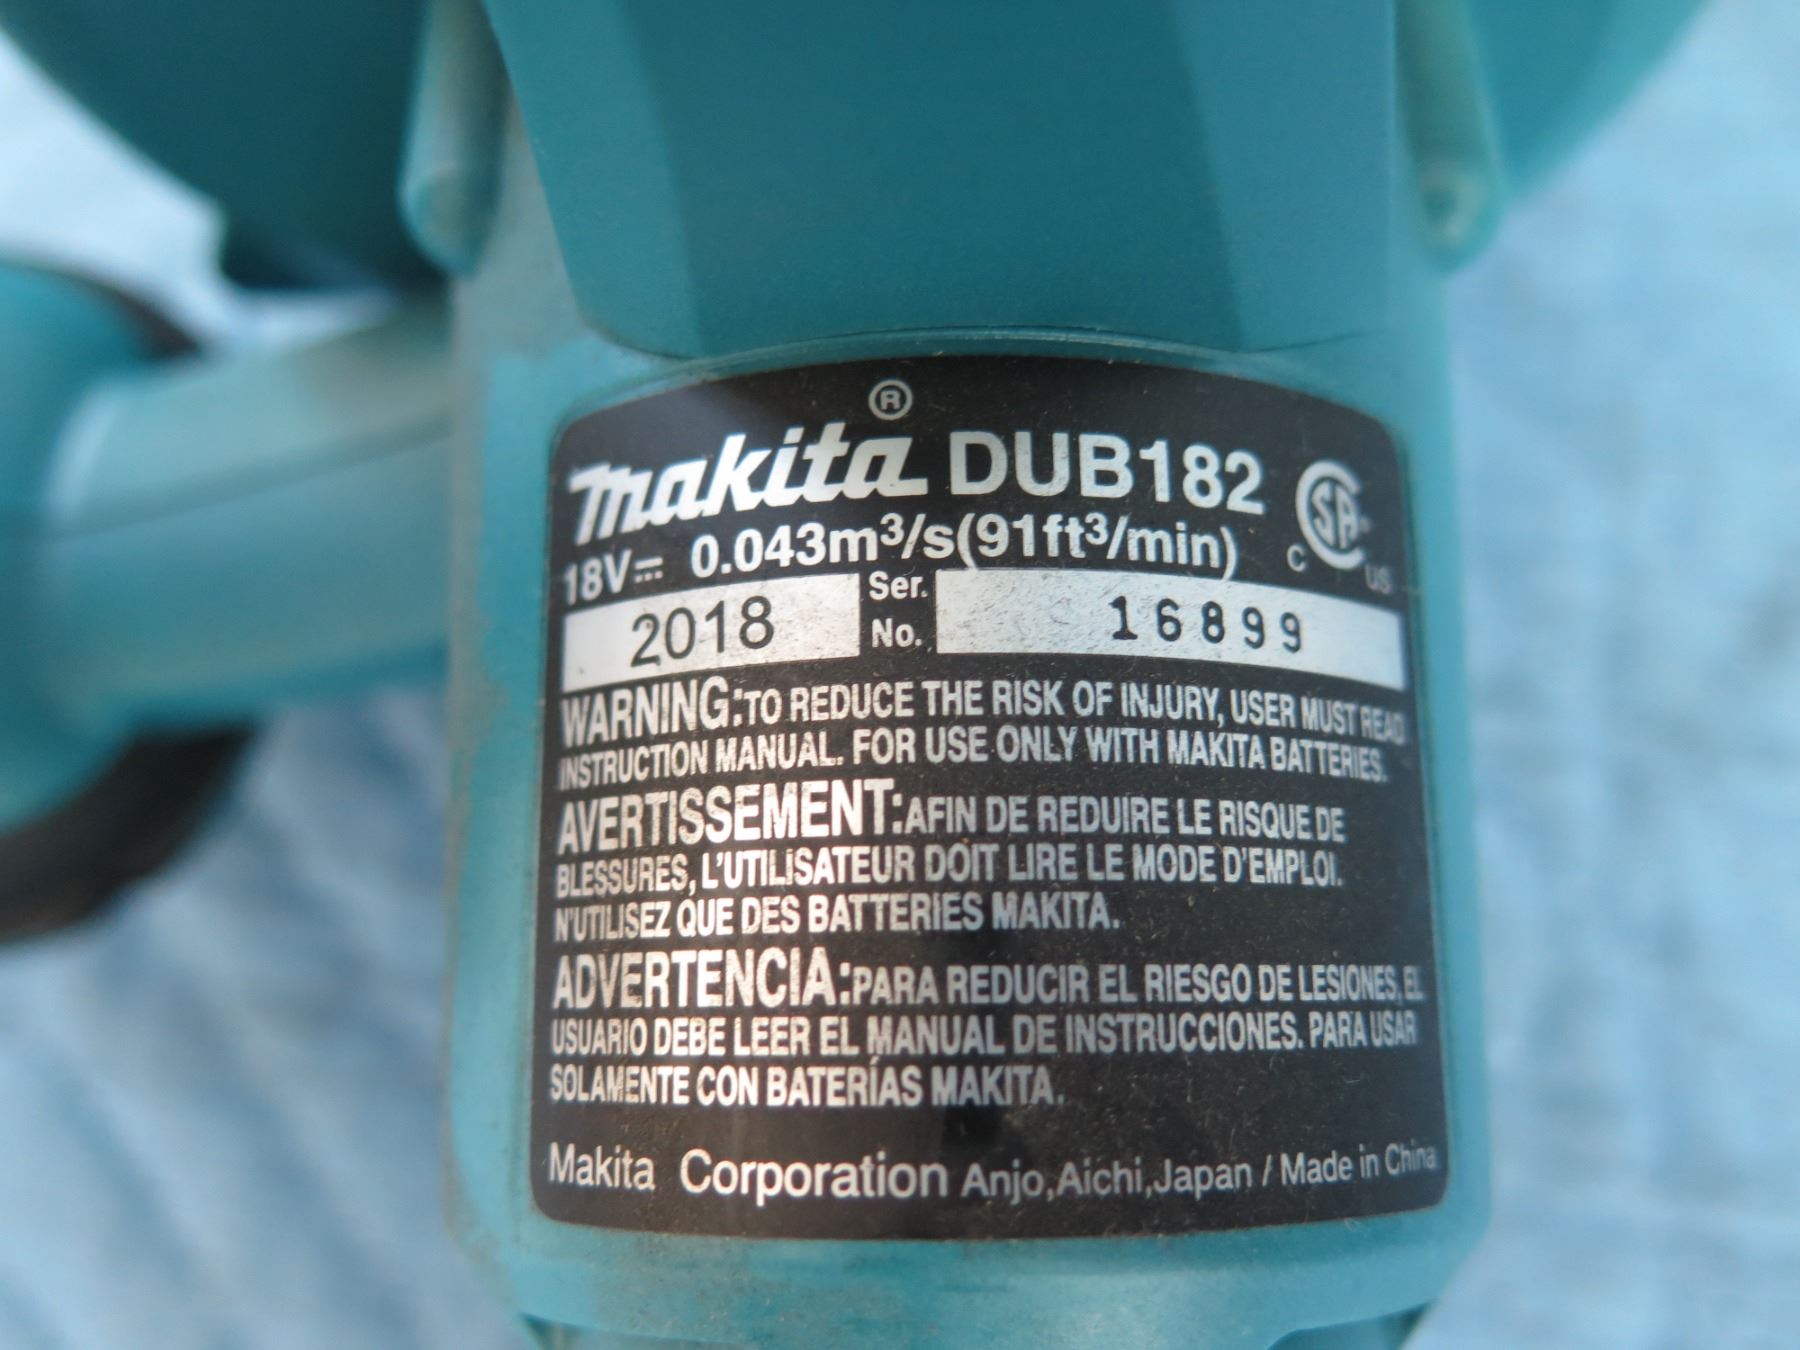 makita® DUB182
18V⎓ 0.043m³/s(91ft³/min)
2018 Ser. No. 16899
C CSA® US
WARNING:TO REDUCE THE RISK OF INJURY, USER MUST READ
INSTRUCTION MANUAL. FOR USE ONLY WITH MAKITA BATTERIES.
AVERTISSEMENT:AFIN DE REDUIRE LE RISQUE DE
BLESSURES, L'UTILISATEUR DOIT LIRE LE MODE D'EMPLOI.
N'UTILISEZ QUE DES BATTERIES MAKITA.
ADVERTENCIA:PARA REDUCIR EL RIESGO DE LESIONES, EL
USUARIO DEBE LEER EL MANUAL DE INSTRUCCIONES. PARA USAR
SOLAMENTE CON BATERÍAS MAKITA.
Makita Corporation Anjo,Aichi,Japan / Made in China